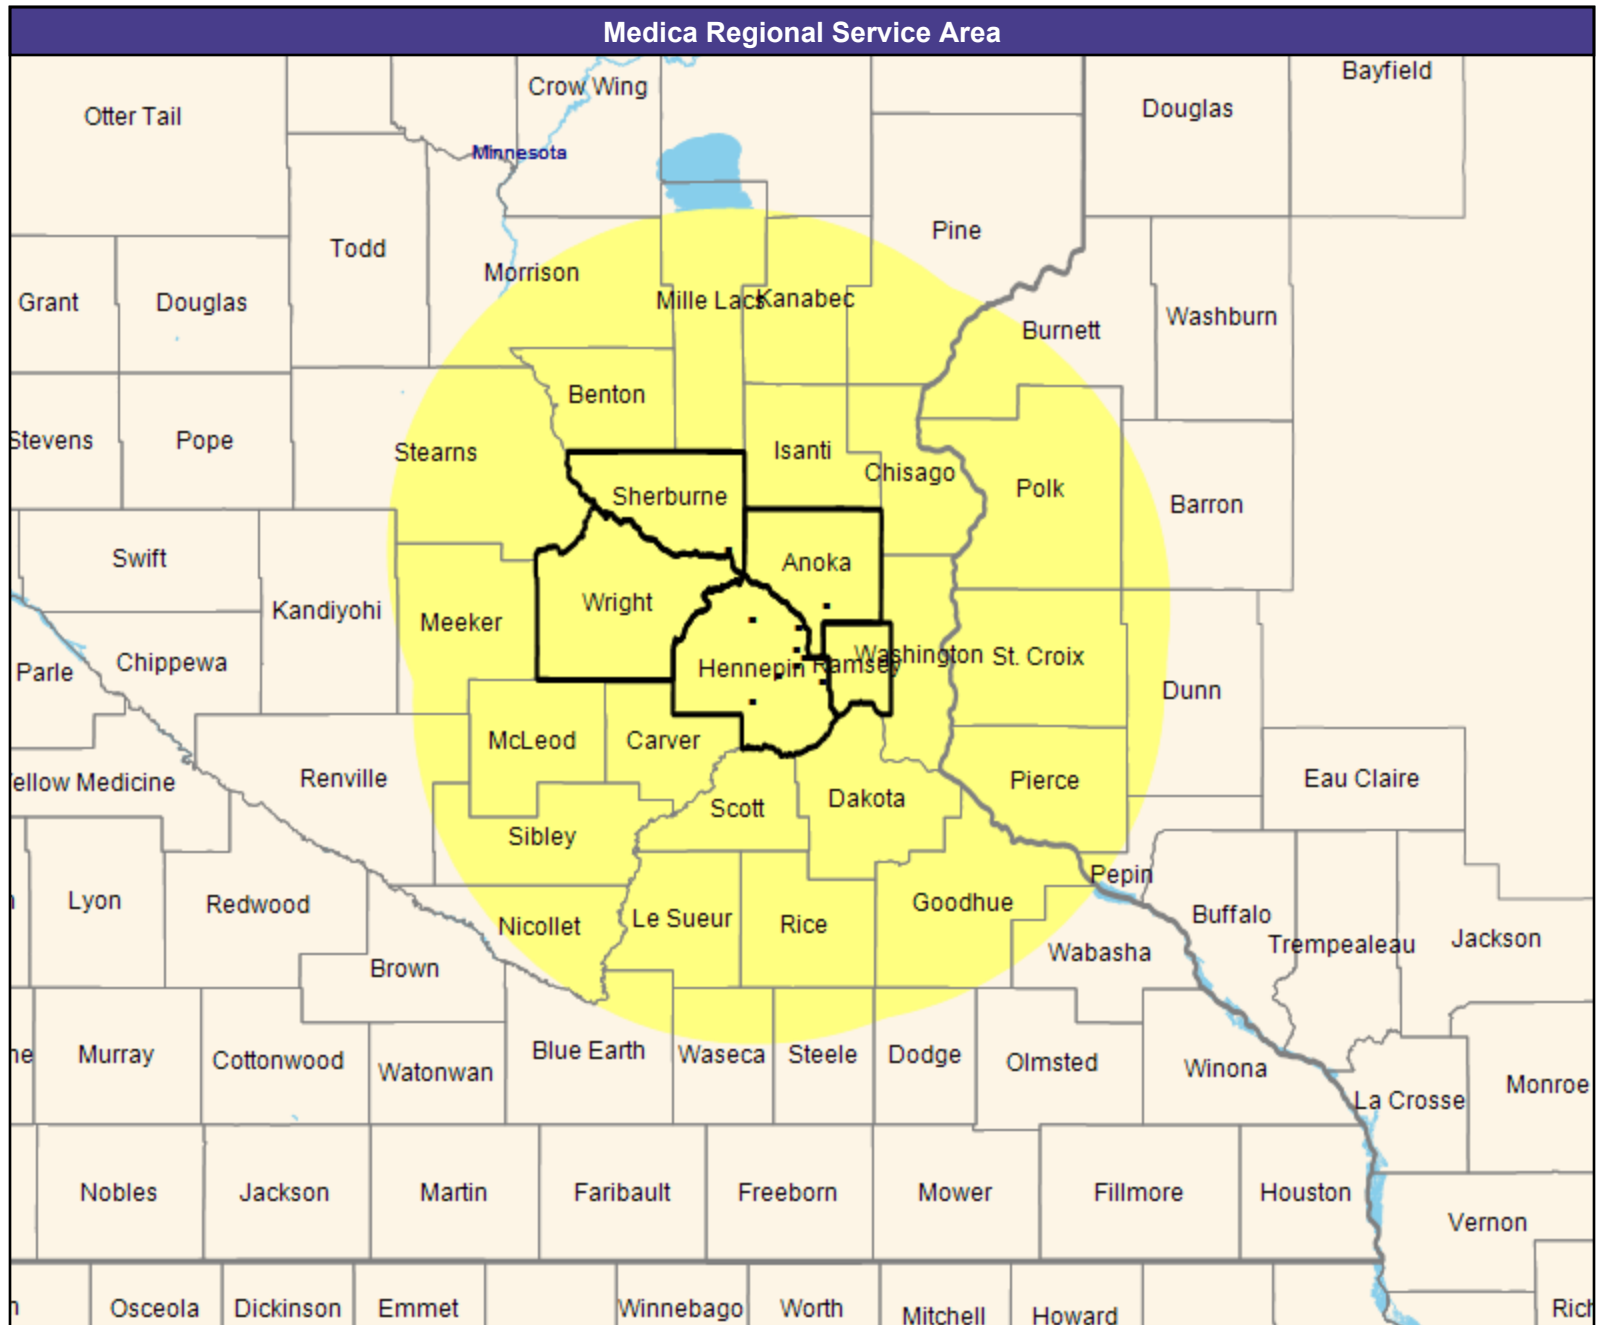 Medica Regional Service Area
Bayfield
Crow Wing
Douglas
Otter Tail
Minnesota
Pine
Todd
Morrison
Grant
Douglas
Mille Lacs
Kanabec
Washburn
Burnett
Benton
Stevens
Pope
Stearns
Isanti
Chisago
Polk
Sherburne
Barron
Swift
Anoka
Kandiyohi
Wright
Meeker
Parle
Chippewa
Hennepin
Ramsey
Washington
St. Croix
Dunn
McLeod
Carver
Renville
ellow Medicine
Pierce
Eau Claire
Scott
Dakota
Sibley
Pepin
Lyon
Redwood
Nicollet
Le Sueur
Rice
Goodhue
Buffalo
Trempealeau
Jackson
Wabasha
Brown
ne
Murray
Cottonwood
Watonwan
Blue Earth
Waseca
Steele
Dodge
Olmsted
Winona
La Crosse
Monroe
Nobles
Jackson
Martin
Faribault
Freeborn
Mower
Fillmore
Houston
Vernon
Osceola
Dickinson
Emmet
Winnebago
Worth
Mitchell
Howard
Rich